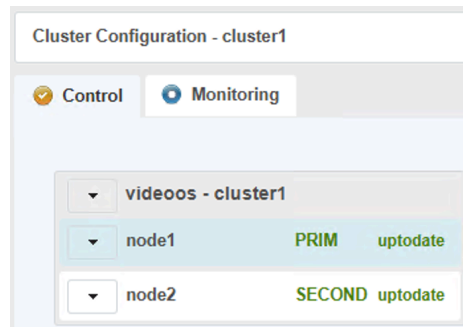 Cluster Configuration - cluster1
Control Monitoring
videoos - cluster1
node1 PRIM uptodate
node2 SECOND uptodate